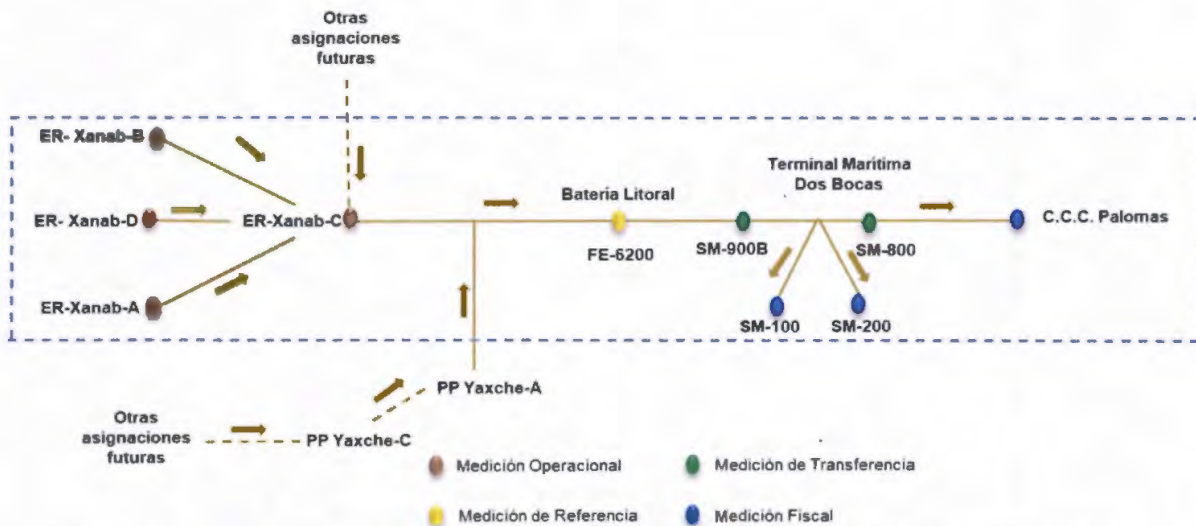 Otras
asignaciones
futuras
ER- Xanab-B
ER- Xanab-D
ER-Xanab-C
ER-Xanab-A
Batería Litoral
FE-6200
SM-900B
Terminal Marítima
Dos Bocas
SM-800
C.C.C. Palomas
SM-100
SM-200
PP Yaxche-A
Otras
asignaciones
futuras
PP Yaxche-C
Medición Operacional
Medición de Transferencia
Medición de Referencia
Medición Fiscal